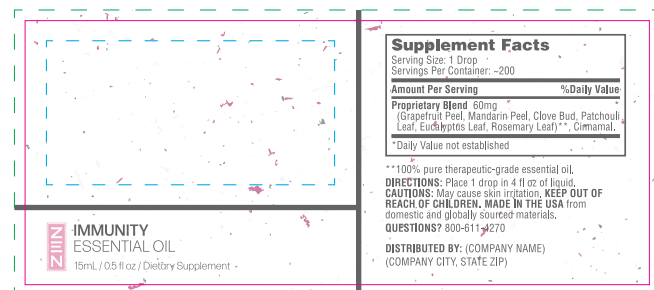 ZEN
IMMUNITY
ESSENTIAL OIL
15mL / 0.5 fl oz / Dietary Supplement
Supplement Facts
Serving Size: 1 Drop
Servings Per Container: ~200
Amount Per Serving %Daily Value
Proprietary Blend 60mg *
(Grapefruit Peel, Mandarin Peel, Clove Bud, Patchouli
Leaf, Eucalyptus Leaf, Rosemary Leaf)**, Cinnamal.
*Daily Value not established
**100% pure therapeutic-grade essential oil.
DIRECTIONS: Place 1 drop in 4 fl oz of liquid.
CAUTIONS: May cause skin irritation, KEEP OUT OF
REACH OF CHILDREN. MADE IN THE USA from
domestic and globally sourced materials.
QUESTIONS? 800-611-4270
DISTRIBUTED BY: (COMPANY NAME)
(COMPANY CITY, STATE ZIP)